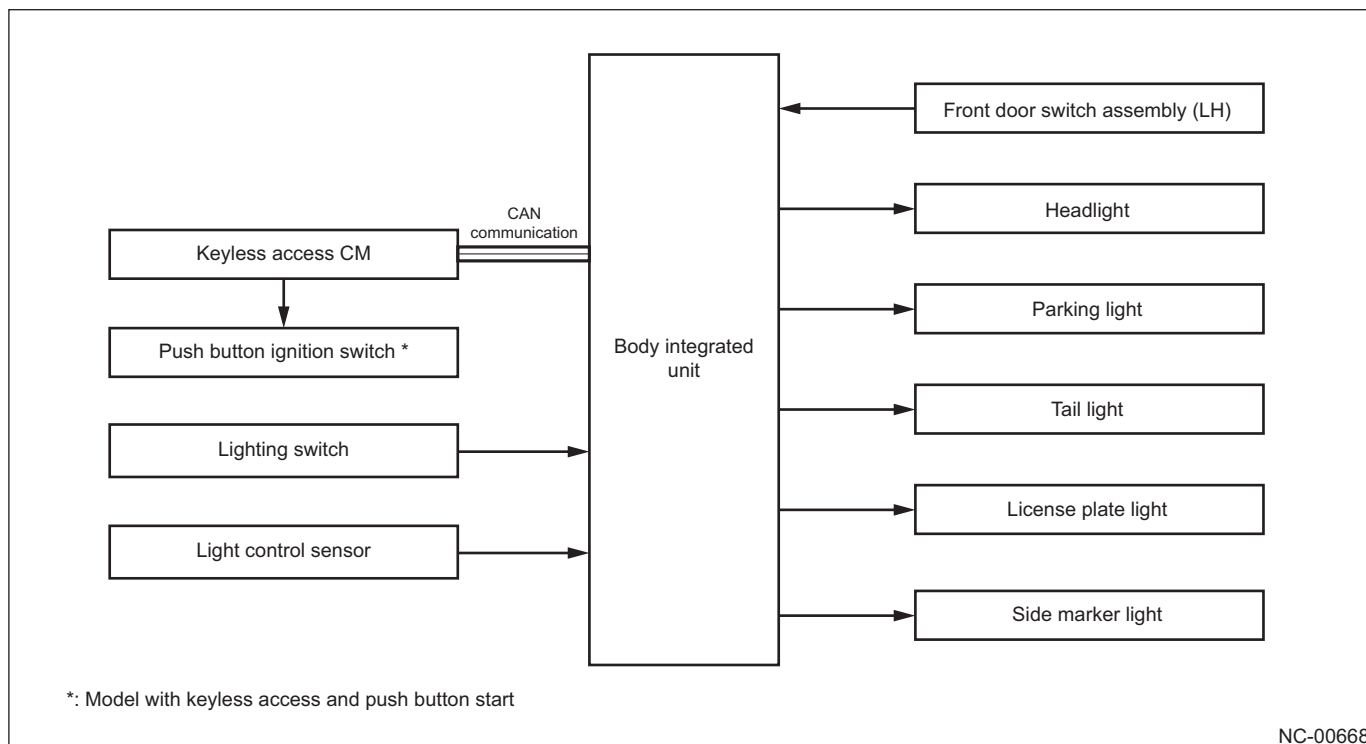 Front door switch assembly (LH)
Headlight
CAN
communication
Keyless access CM
Parking light
Push button ignition switch *
Body integrated
unit
Tail light
Lighting switch
License plate light
Light control sensor
Side marker light
*: Model with keyless access and push button start
NC-00668